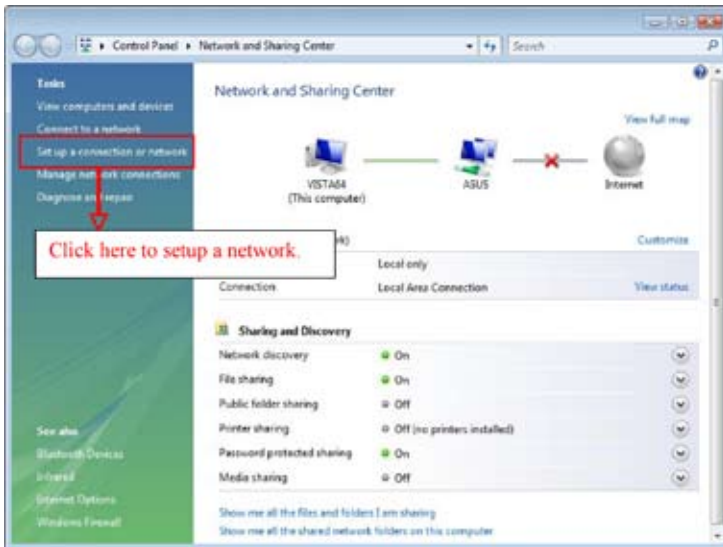 Control Panel ▸ Network and Sharing Center
Search
Tasks
View computers and devices
Connect to a network
Set up a connection or network
Manage network connections
Diagnose and repair
Click here to setup a network.
See also
Bluetooth Devices
Infrared
Internet Options
Windows Firewall
Network and Sharing Center
View full map
VISTA64
(This computer)
ASUS
Internet
Customize
Local only
Connection
Local Area Connection
View status
Sharing and Discovery
Network discovery
On
File sharing
On
Public folder sharing
Off
Printer sharing
Off (no printers installed)
Password protected sharing
On
Media sharing
Off
Show me all the files and folders I am sharing
Show me all the shared network folders on this computer